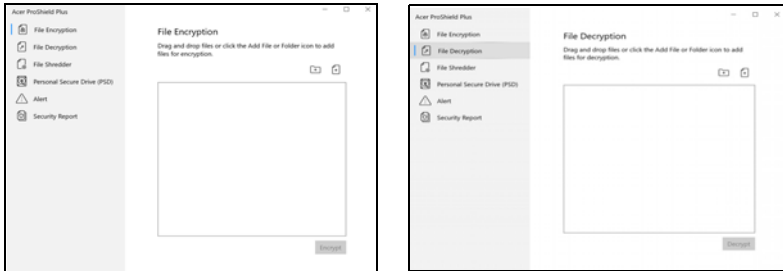 Acer ProShield Plus
File Encryption
File Decryption
File Shredder
Personal Secure Drive (PSD)
Alert
Security Report
File Encryption
Drag and drop files or click the Add File or Folder icon to add
files for encryption.
Encrypt
Acer ProShield Plus
File Encryption
File Decryption
File Shredder
Personal Secure Drive (PSD)
Alert
Security Report
File Decryption
Drag and drop files or click the Add File or Folder icon to add
files for decryption.
Decrypt